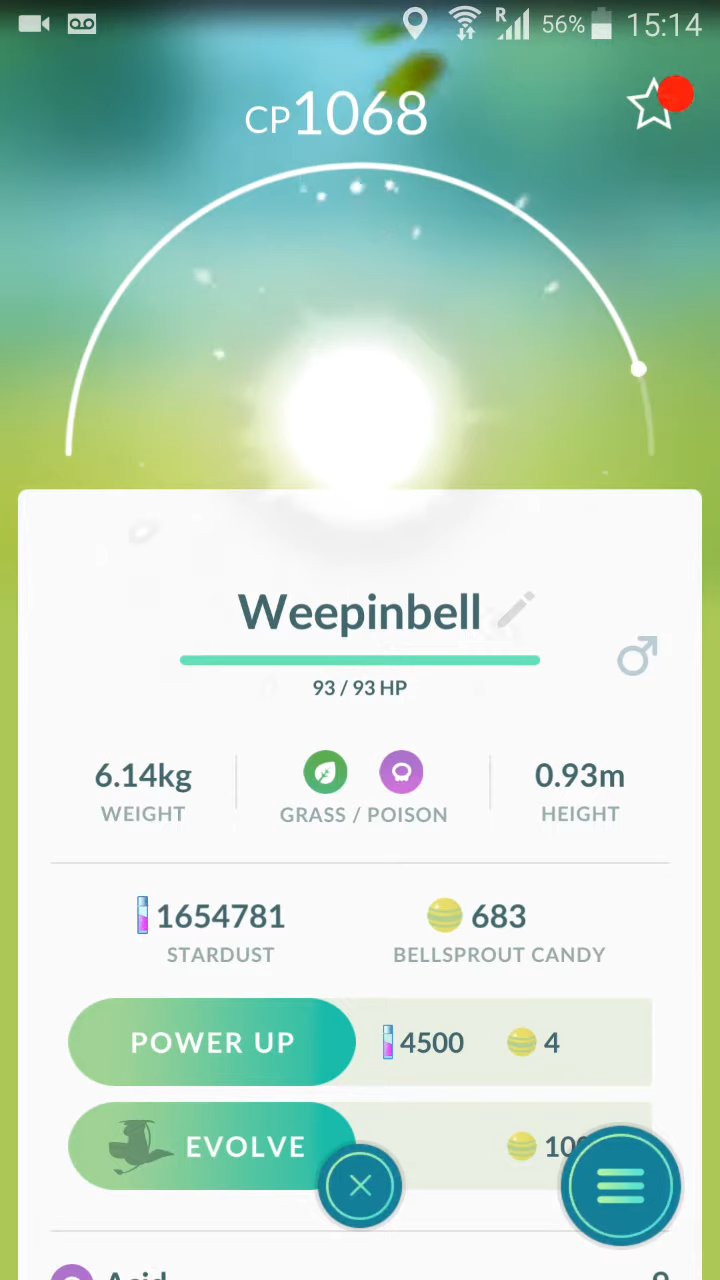 R 56% 15:14
CP1068
Weepinbell
93 / 93 HP
6.14kg
WEIGHT
GRASS / POISON
0.93m
HEIGHT
1654781
STARDUST
683
BELLSPROUT CANDY
POWER UP 4500 4
EVOLVE
Acid